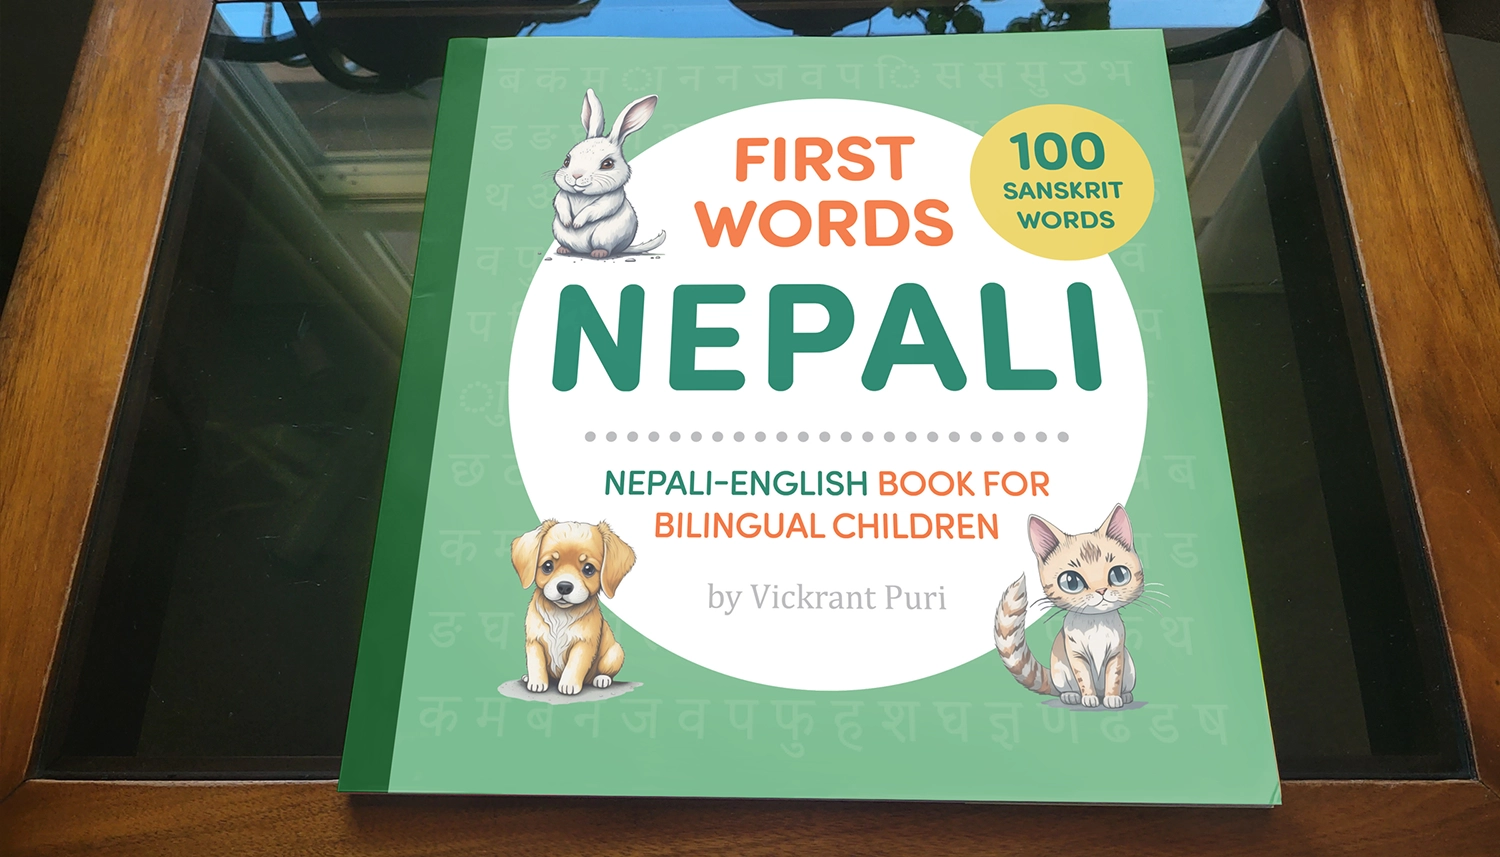 ब क म ा न न ज व प ि स स सु उ भ
FIRST
WORDS
100
SANSKRIT
WORDS
NEPALI
NEPALI-ENGLISH BOOK FOR
BILINGUAL CHILDREN
by Vickrant Puri
क म ब न ज व प फु ह श घ ज्ञ ण ढ ड ष